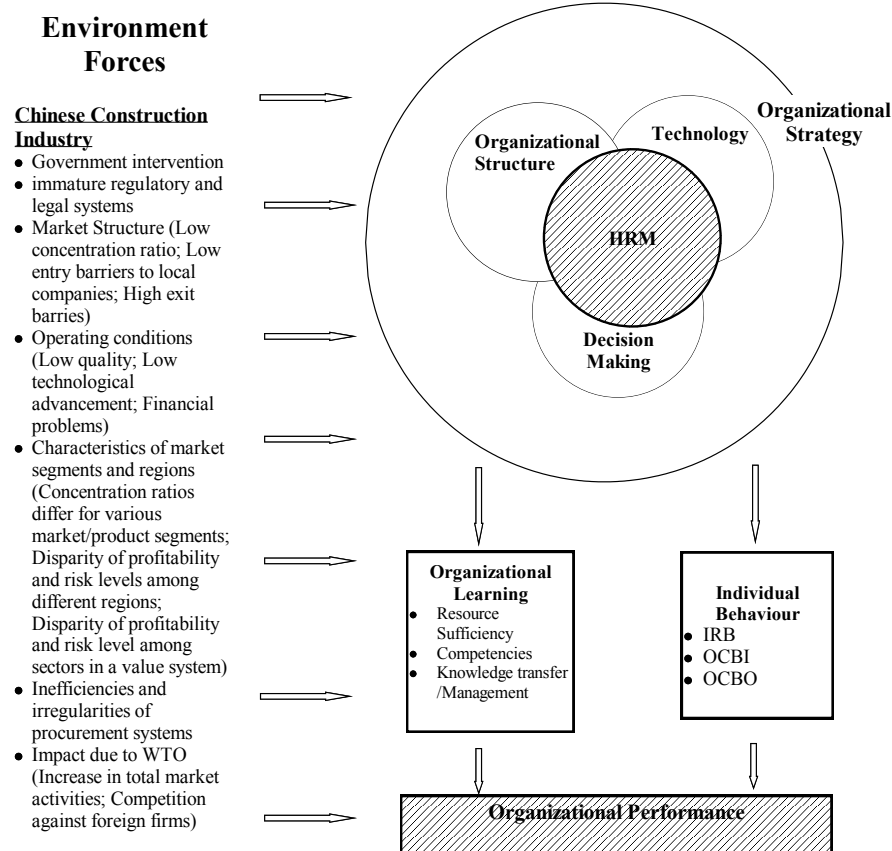 Environment
Forces
Chinese Construction
Industry
● Government intervention
● immature regulatory and
legal systems
● Market Structure (Low
concentration ratio; Low
entry barriers to local
companies; High exit
barries)
● Operating conditions
(Low quality; Low
technological
advancement; Financial
problems)
● Characteristics of market
segments and regions
(Concentration ratios
differ for various
market/product segments;
Disparity of profitability
and risk levels among
different regions;
Disparity of profitability
and risk level among
sectors in a value system)
● Inefficiencies and
irregularities of
procurement systems
● Impact due to WTO
(Increase in total market
activities; Competition
against foreign firms)
Organizational
Strategy
Organizational
Structure
Technology
HRM
Decision
Making
Organizational
Learning
● Resource
Sufficiency
● Competencies
● Knowledge transfer
/Management
Individual
Behaviour
● IRB
● OCBI
● OCBO
Organizational Performance